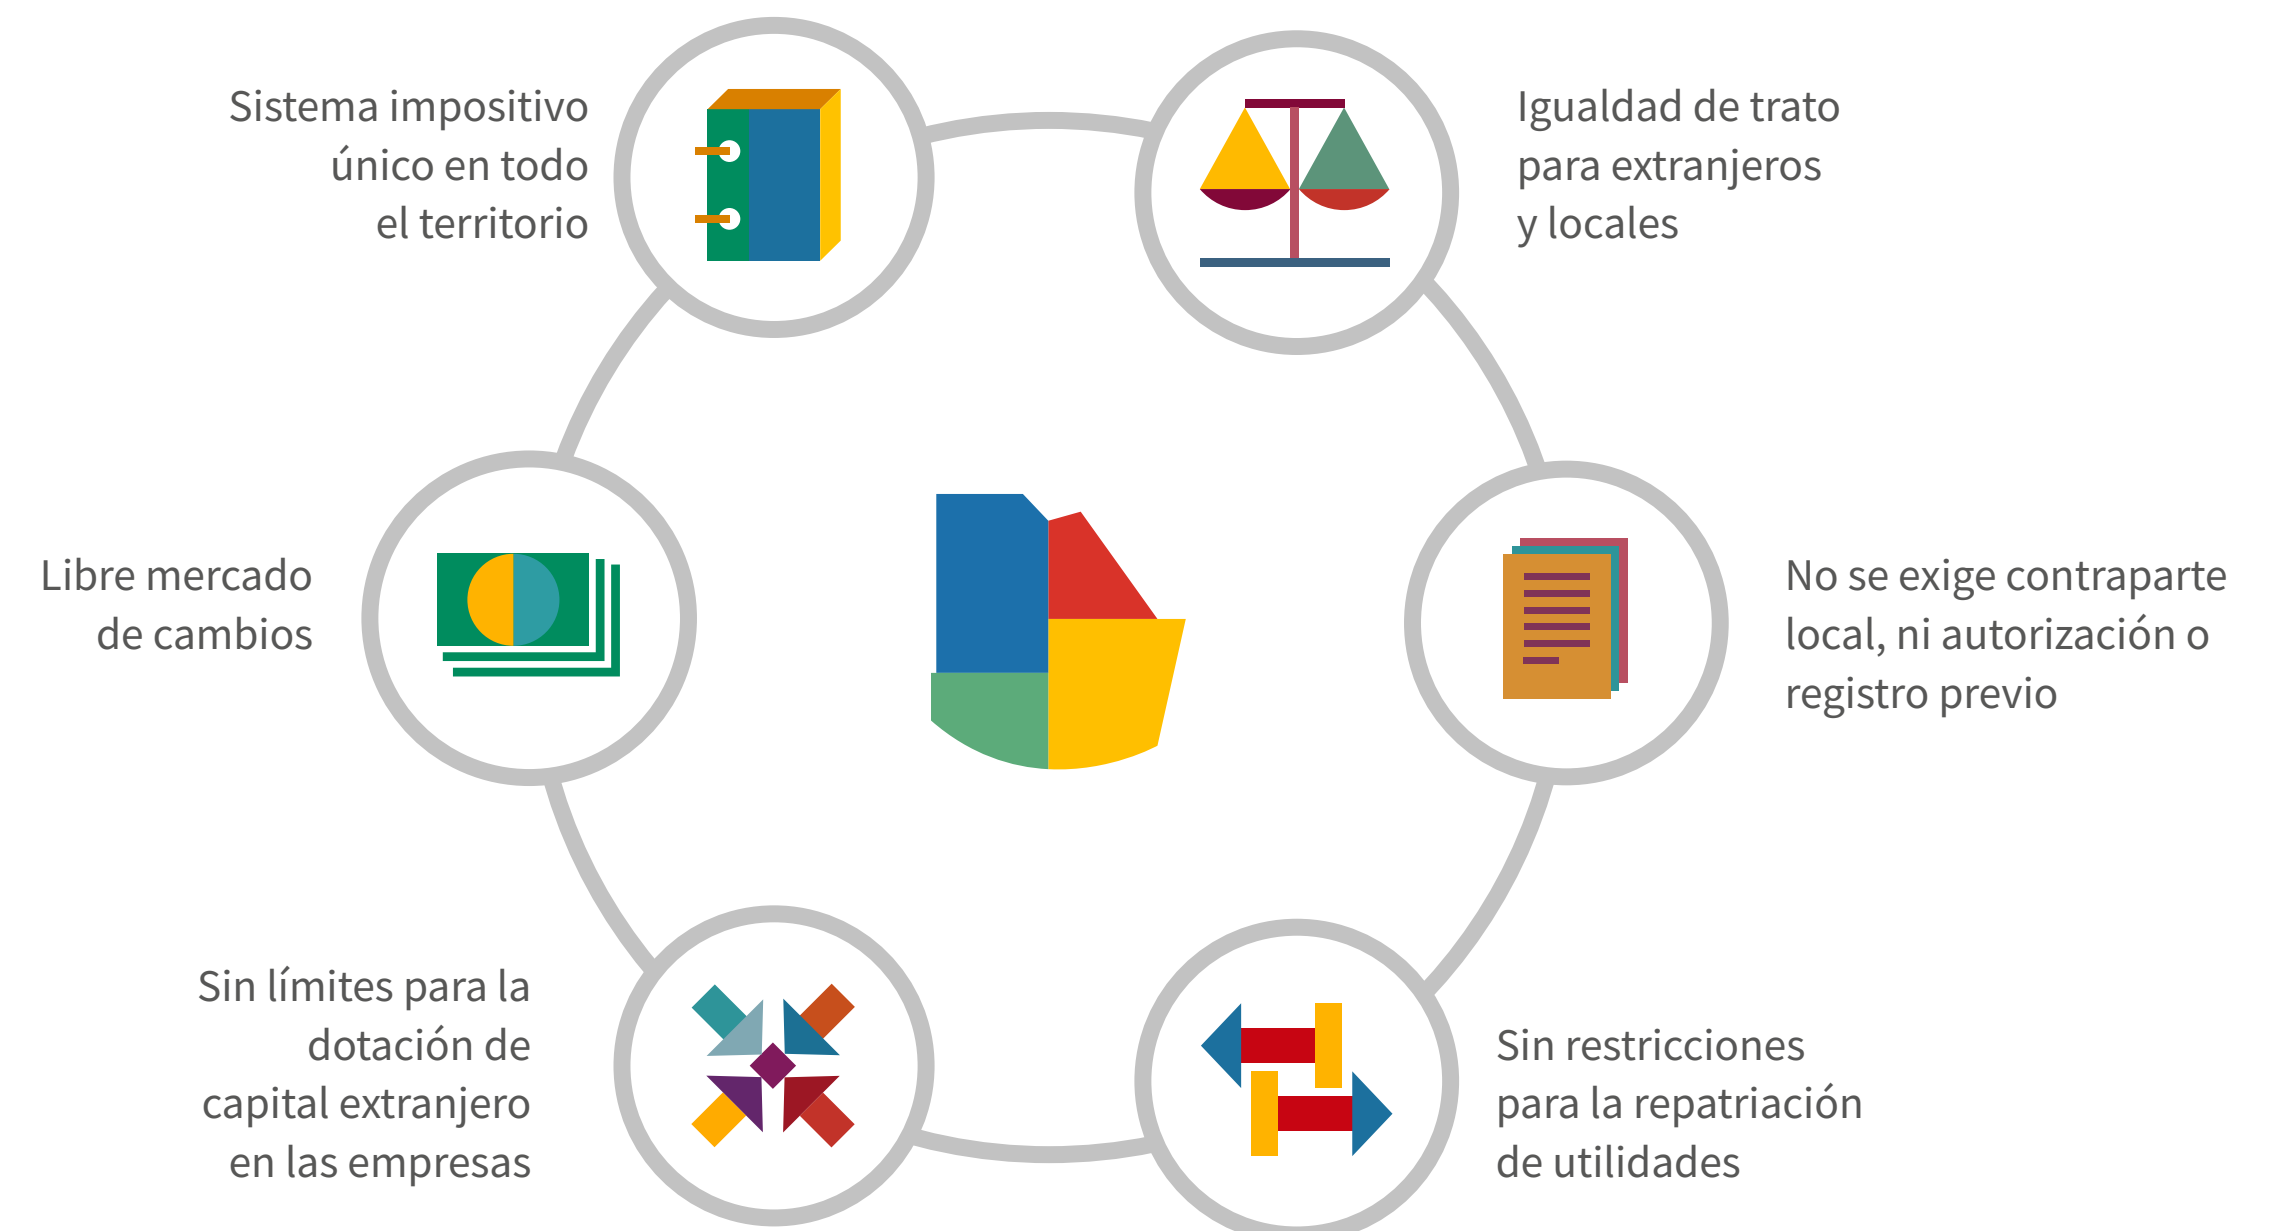 Sistema impositivo
único en todo
el territorio
Igualdad de trato
para extranjeros
y locales
Libre mercado
de cambios
No se exige contraparte
local, ni autorización o
registro previo
Sin límites para la
dotación de
capital extranjero
en las empresas
Sin restricciones
para la repatriación
de utilidades